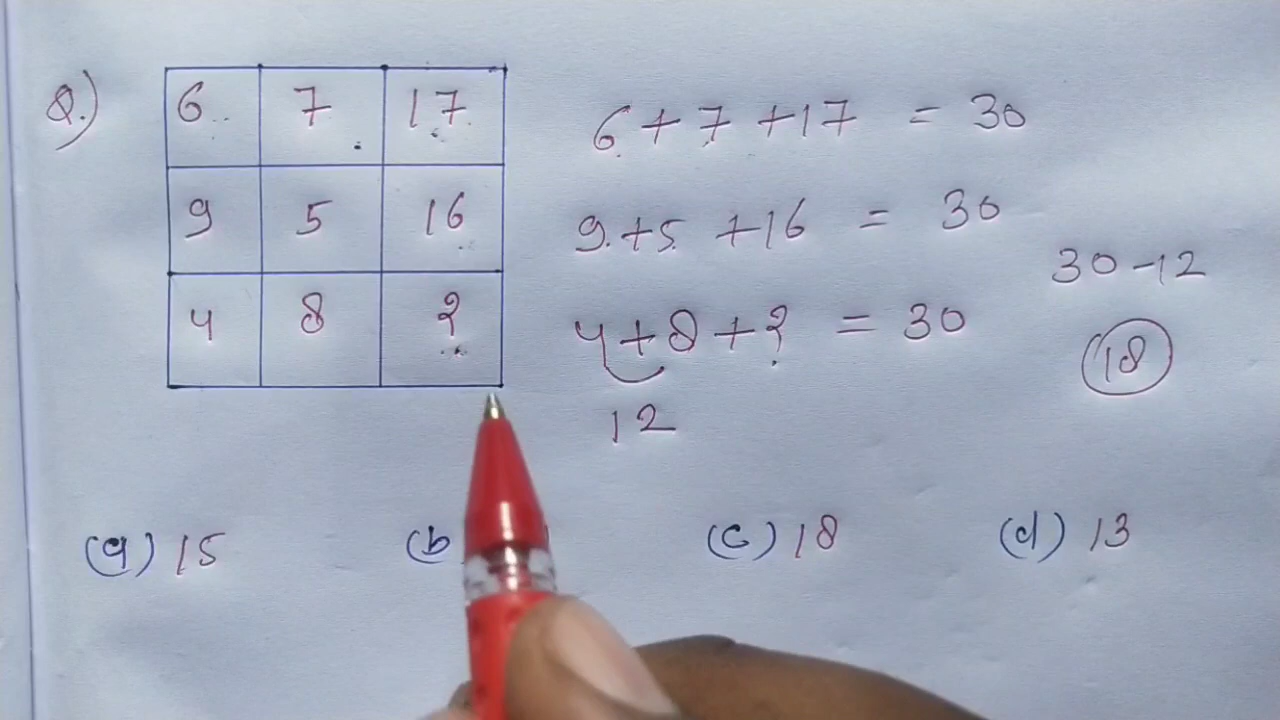 Q.)
6 7 17
9 5 16
4 8 ?
6 + 7 + 17 = 30
9 + 5 + 16 = 30
4 + 8 + ? = 30
12
30 - 12
18
(a) 15 (b (c) 18 (d) 13